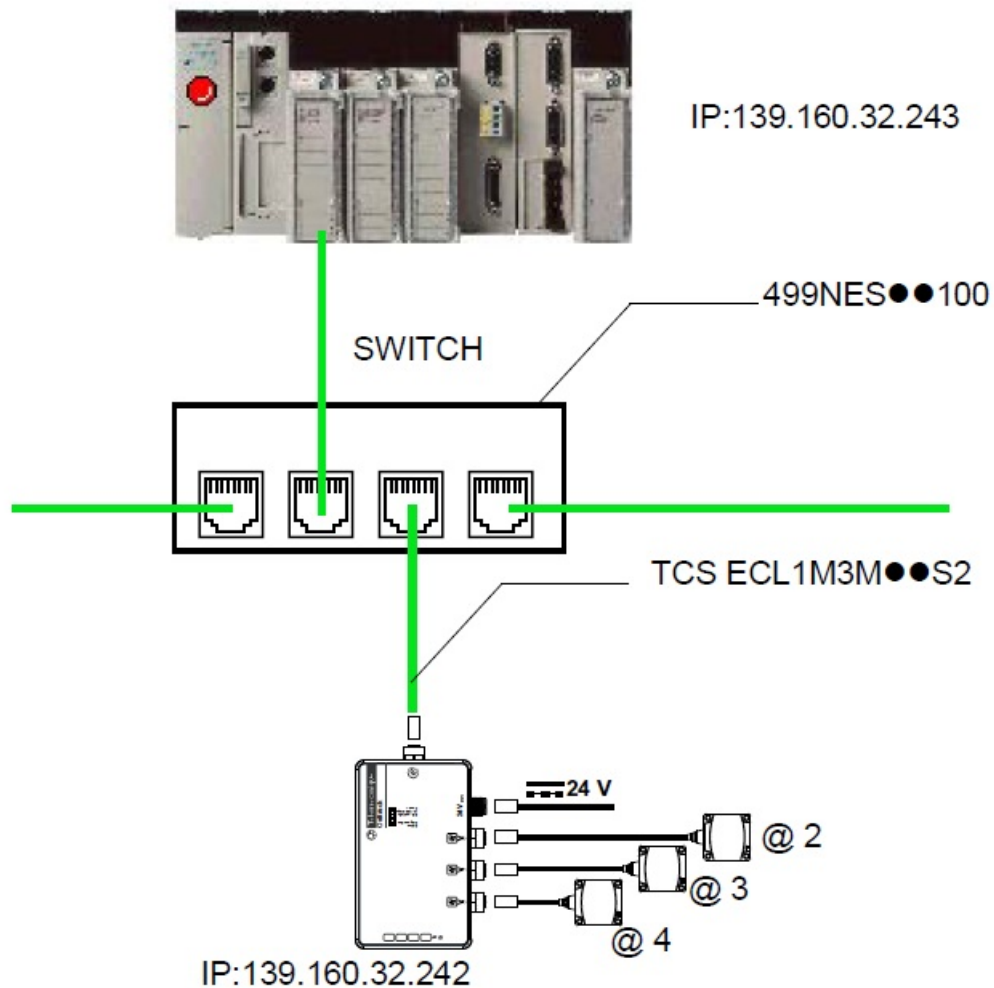 IP:139.160.32.243
499NES●●100
SWITCH
TCS ECL1M3M●●S2
24 V
@ 2
@ 3
@ 4
IP:139.160.32.242